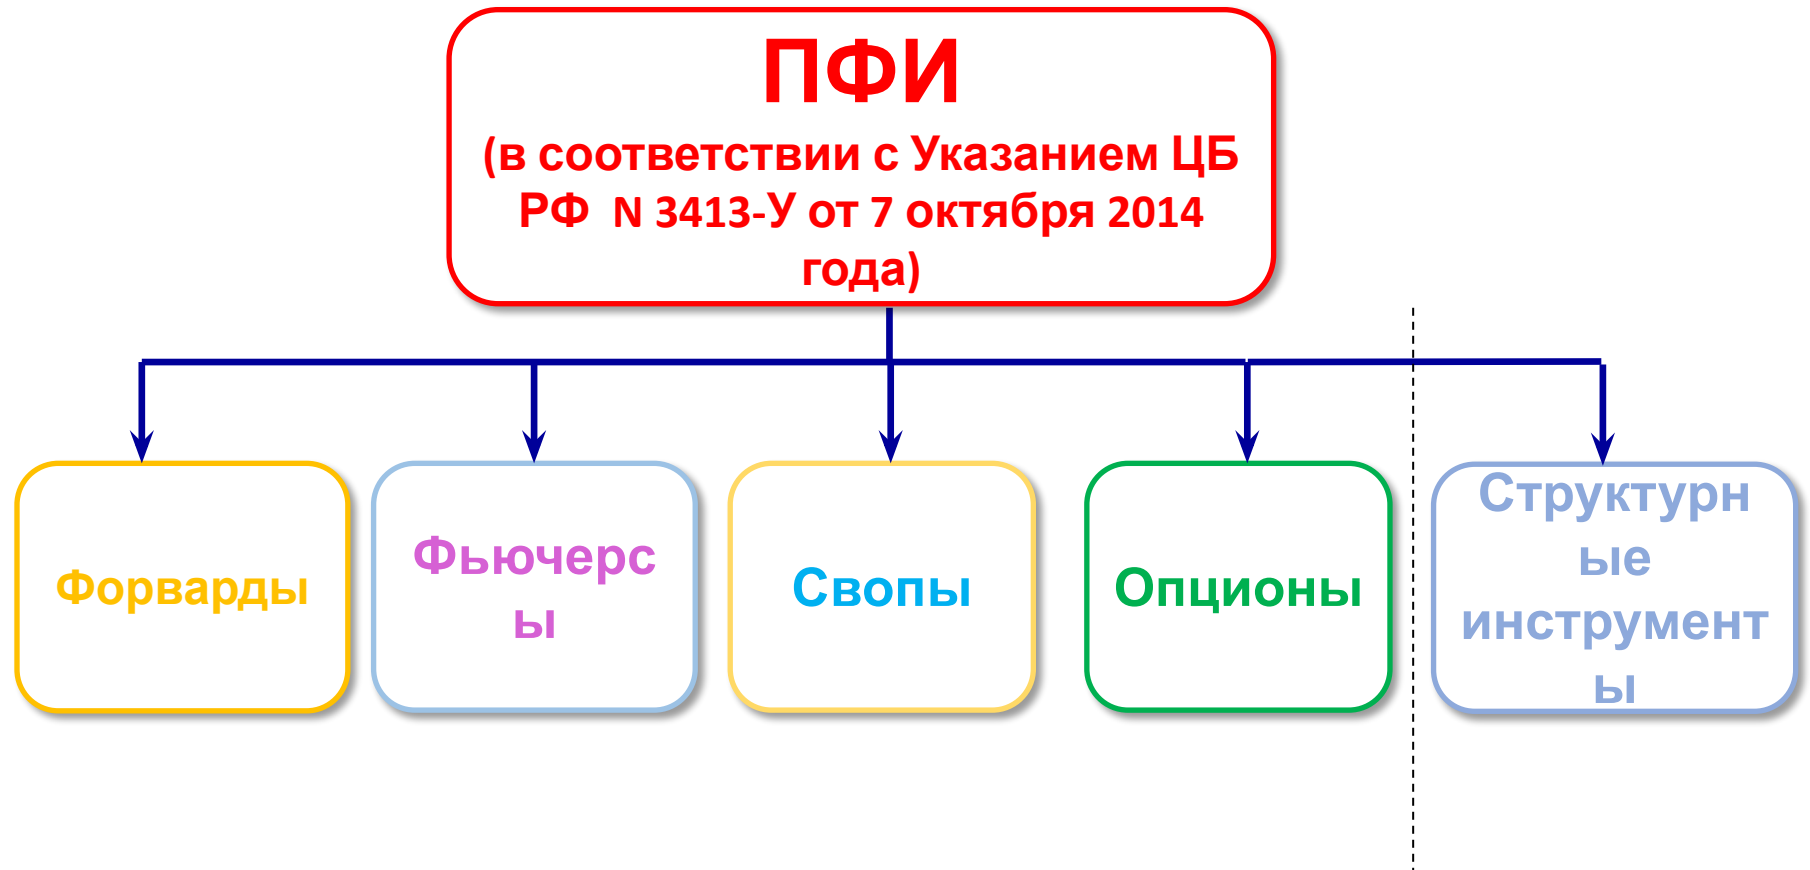 ПФИ
(в соответствии с Указанием ЦБ
РФ  N 3413-У от 7 октября 2014
года)
Форварды
Фьючерс
ы
Свопы
Опционы
Структурн
ые
инструмент
ы